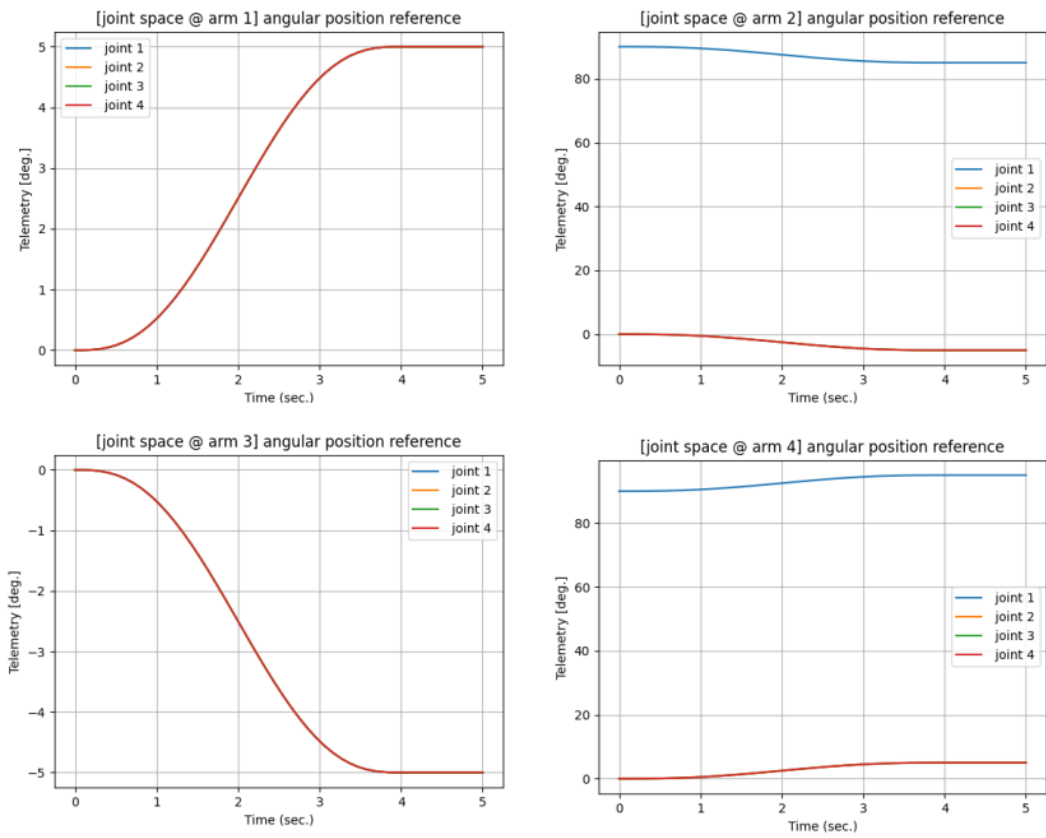 [joint space @ arm 1] angular position reference
Telemetry [deg.]
5
4
3
2
1
0
joint 1
joint 2
joint 3
joint 4
0 1 2 3 4 5
Time (sec.)
[joint space @ arm 2] angular position reference
Telemetry [deg.]
80
60
40
20
0
joint 1
joint 2
joint 3
joint 4
0 1 2 3 4 5
Time (sec.)
[joint space @ arm 3] angular position reference
Telemetry [deg.]
0
−1
−2
−3
−4
−5
joint 1
joint 2
joint 3
joint 4
0 1 2 3 4 5
Time (sec.)
[joint space @ arm 4] angular position reference
Telemetry [deg.]
80
60
40
20
0
joint 1
joint 2
joint 3
joint 4
0 1 2 3 4 5
Time (sec.)